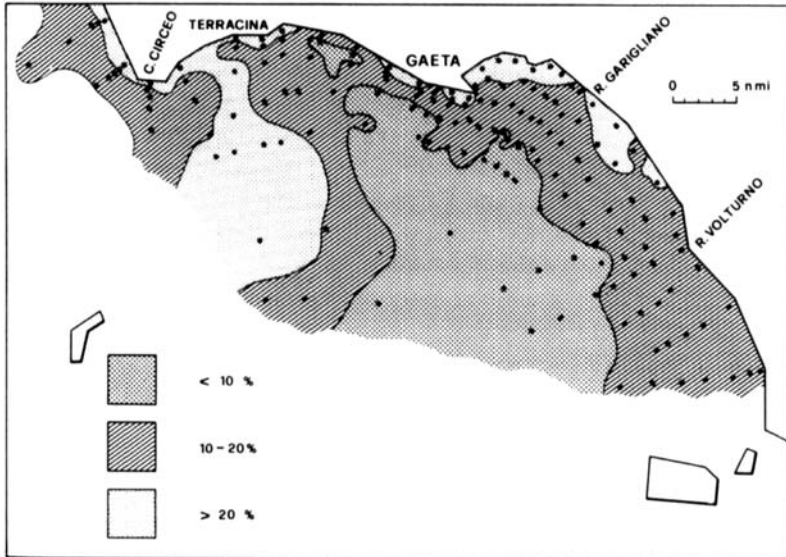 C. CIRCEO
TERRACINA
GAETA
R. GARIGLIANO
0 5 nmi
R. VOLTURNO
< 10 %
10-20%
> 20 %